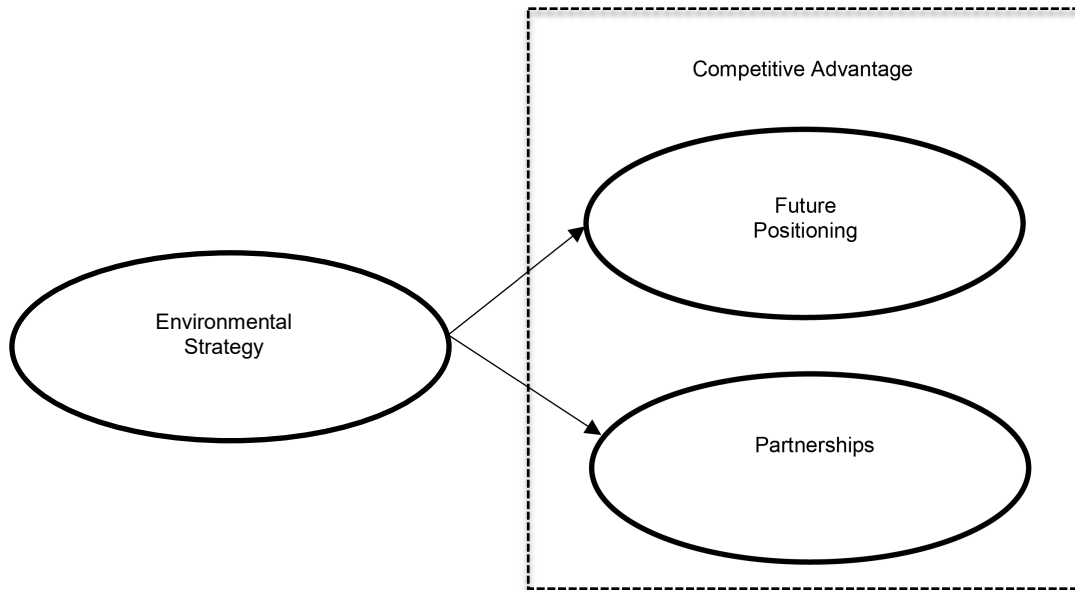 Competitive Advantage
Future
Positioning
Environmental
Strategy
Partnerships